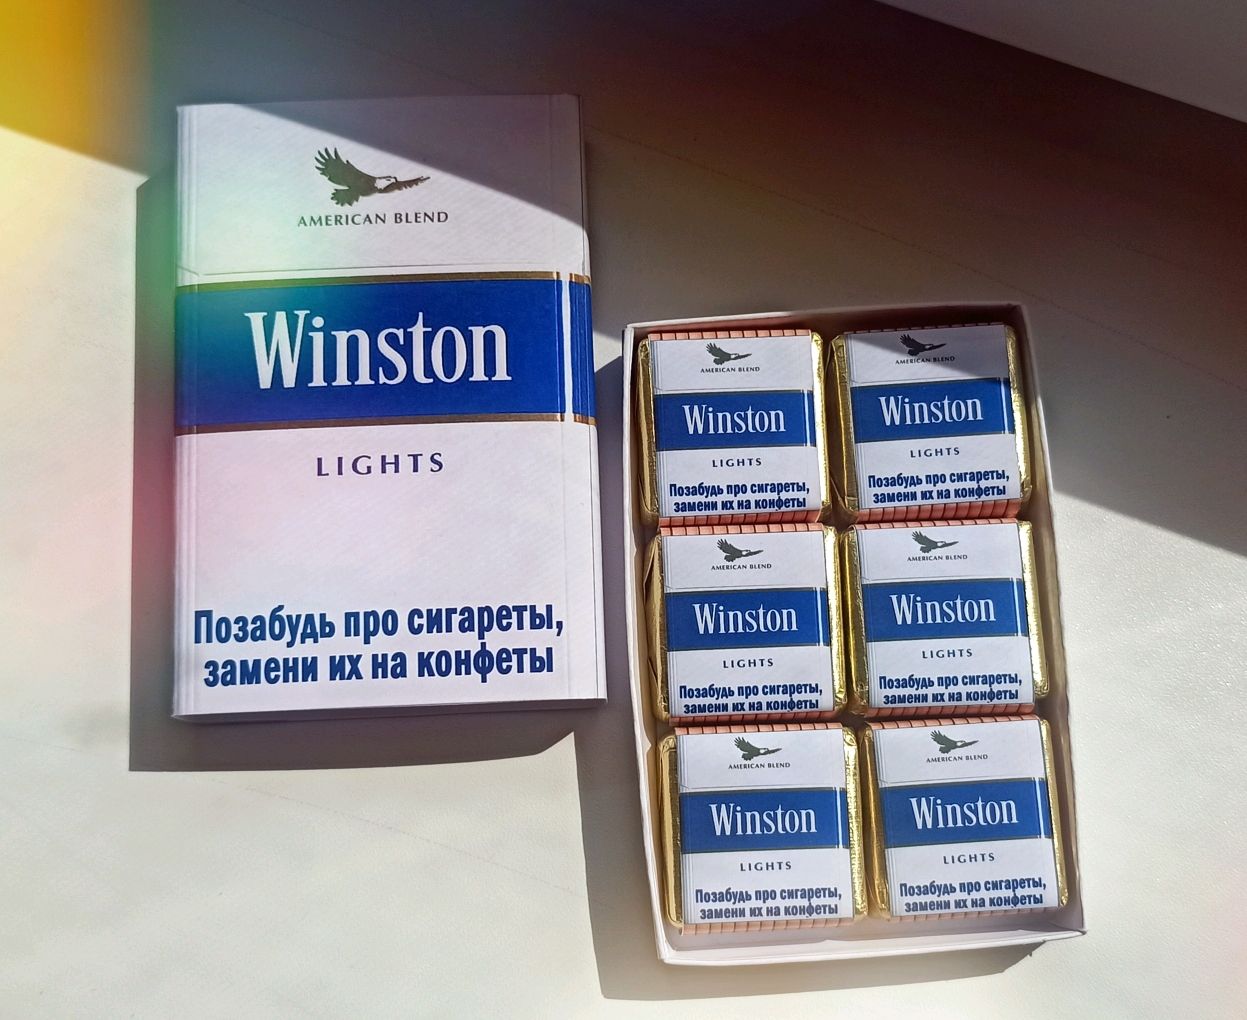 AMERICAN BLEND
Winston
LIGHTS
Позабудь про сигареты,
замени их на конфеты
AMERICAN BLEND
Winston
LIGHTS
Позабудь про сигареты,
замени их на конфеты
AMERICAN BLEND
Winston
LIGHTS
Позабудь про сигареты,
замени их на конфеты
AMERICAN BLEND
Winston
LIGHTS
Позабудь про сигареты,
замени их на конфеты
AMERICAN BLEND
Winston
LIGHTS
Позабудь про сигареты,
замени их на конфеты
AMERICAN BLEND
Winston
LIGHTS
Позабудь про сигареты,
замени их на конфеты
AMERICAN BLEND
Winston
LIGHTS
Позабудь про сигареты,
замени их на конфеты